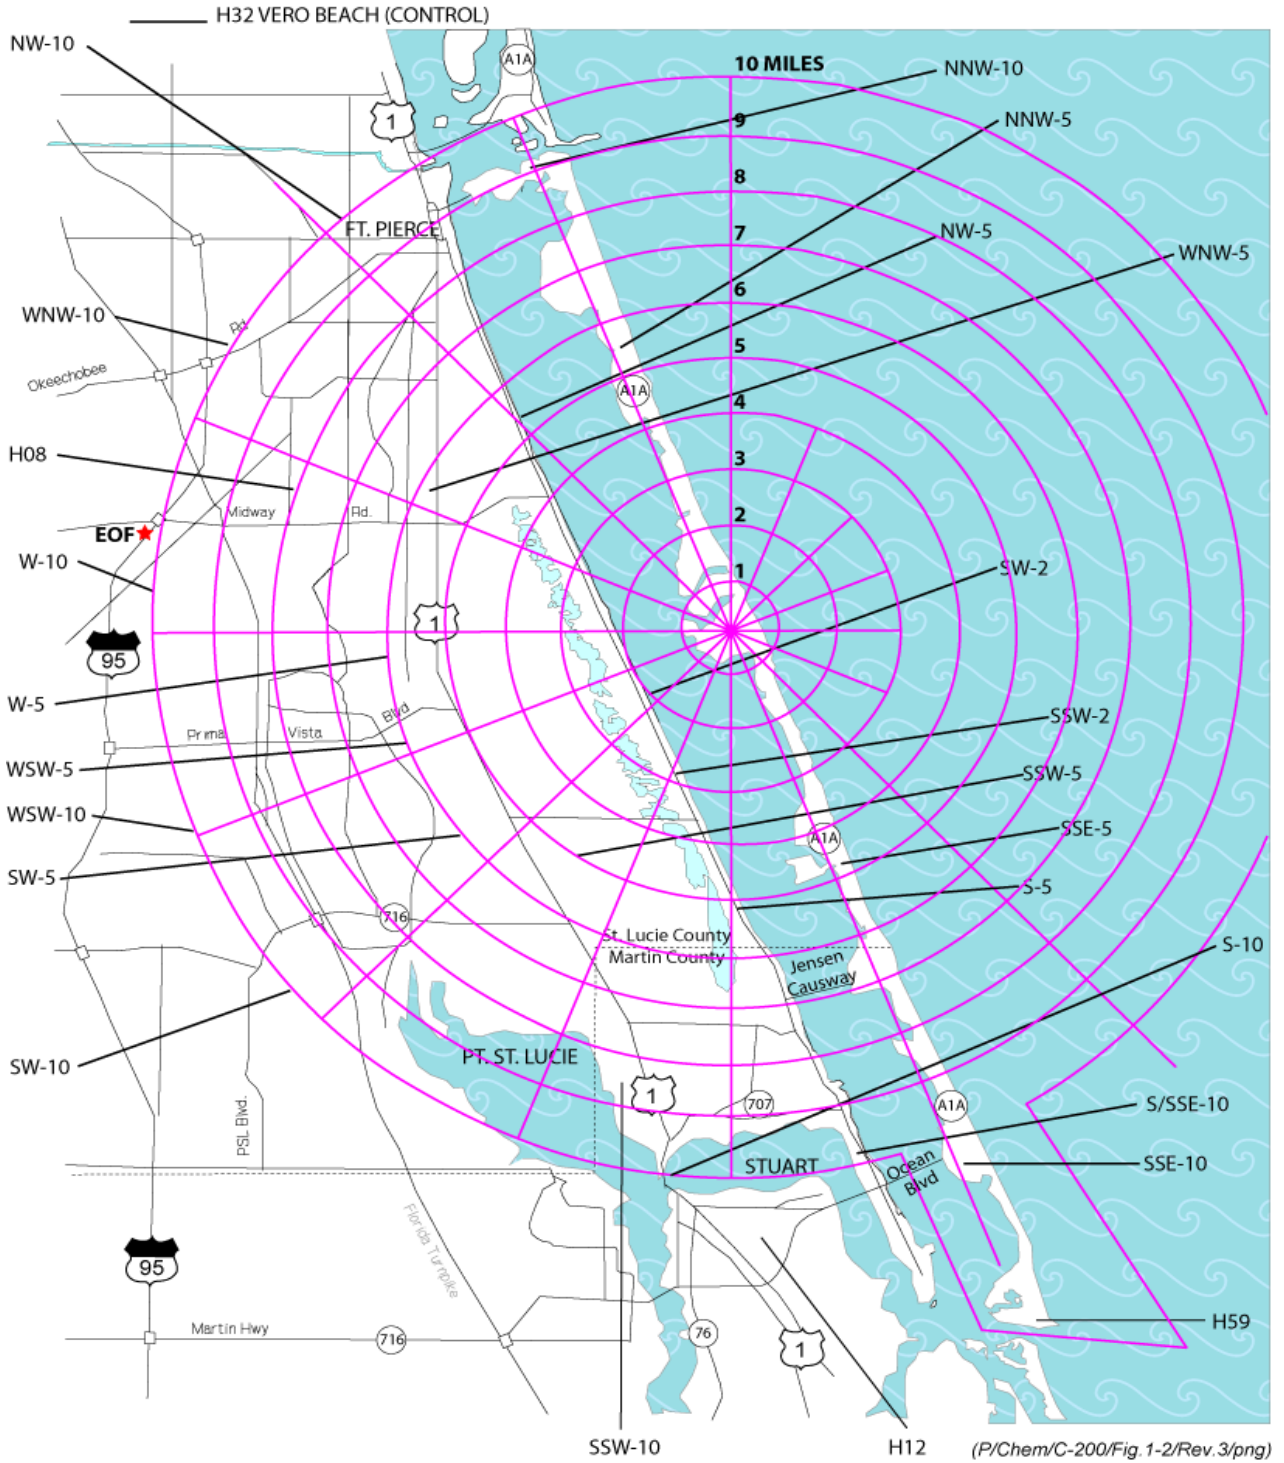 H32 VERO BEACH (CONTROL)
NW-10
A1A
10 MILES
NNW-10
1
9
NNW-5
8
FT. PIERCE
7
NW-5
WNW-5
6
WNW-10
Rd.
5
Okeechobee
A1A
4
H08
3
Midway Rd.
2
EOF
W-10
1
SW-2
1
95
W-5
Prima Vista Blvd
SSW-2
WSW-5
SSW-5
WSW-10
A1A
SSE-5
SW-5
S-5
716
St. Lucie County
Martin County
S-10
Jensen
Causway
PT. ST. LUCIE
SW-10
1
707
A1A
S/SSE-10
PSL Blvd.
STUART
Ocean
Blvd
SSE-10
Florida Turnpike
95
H59
Martin Hwy
716
76
1
SSW-10
H12
(P/Chem/C-200/Fig.1-2/Rev.3/png)